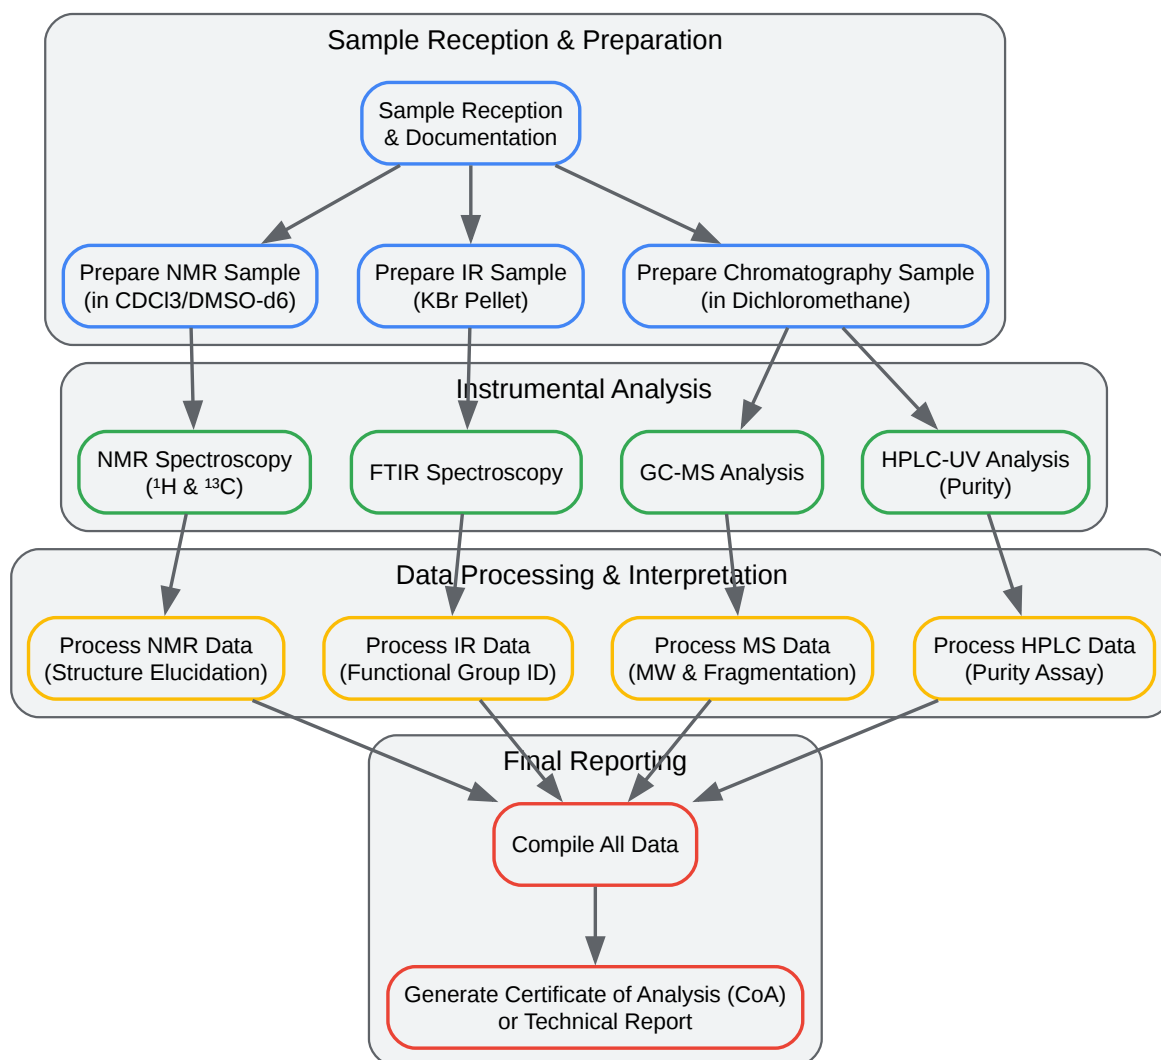 Sample Reception & Preparation
Sample Reception
& Documentation
Prepare NMR Sample
(in CDCl3/DMSO-d6)
Prepare IR Sample
(KBr Pellet)
Prepare Chromatography Sample
(in Dichloromethane)
Instrumental Analysis
NMR Spectroscopy
(¹H & ¹³C)
FTIR Spectroscopy
GC-MS Analysis
HPLC-UV Analysis
(Purity)
Data Processing & Interpretation
Process NMR Data
(Structure Elucidation)
Process IR Data
(Functional Group ID)
Process MS Data
(MW & Fragmentation)
Process HPLC Data
(Purity Assay)
Final Reporting
Compile All Data
Generate Certificate of Analysis (CoA)
or Technical Report